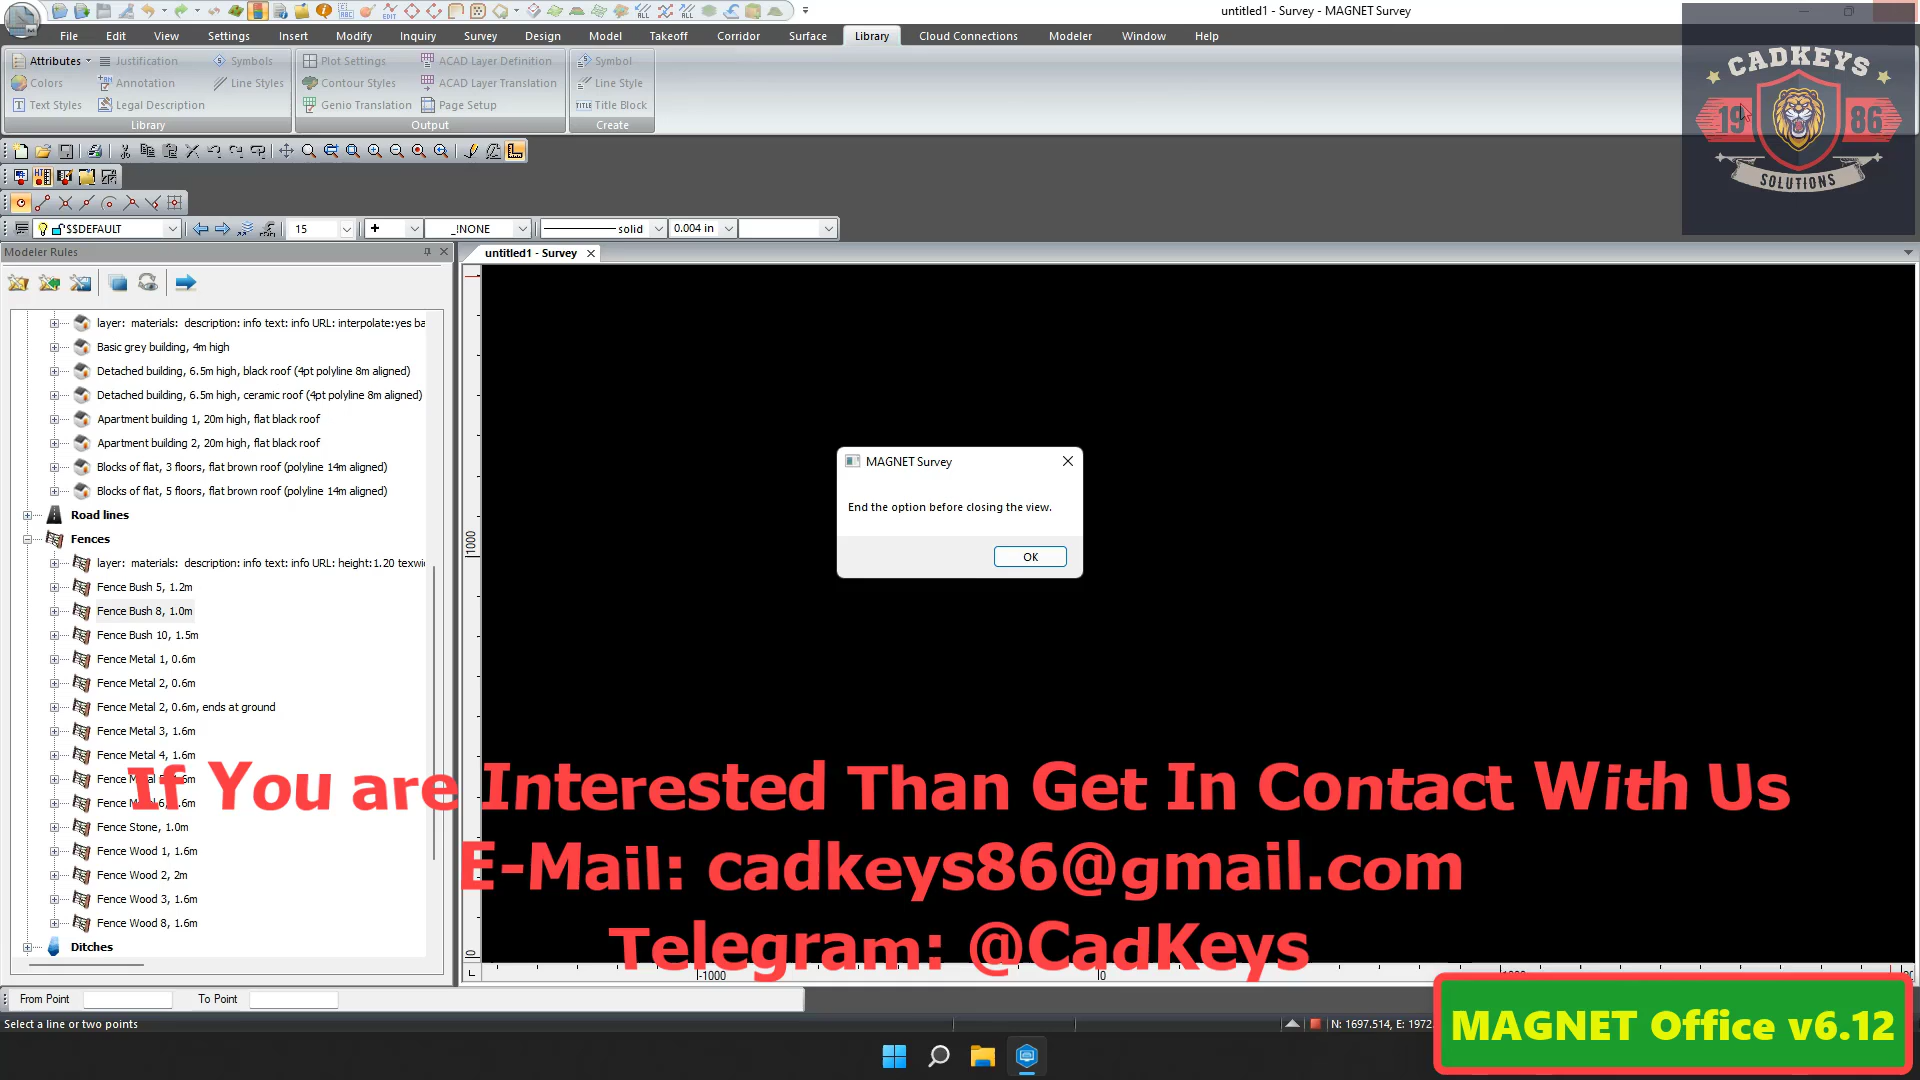 untitled1 - Survey - MAGNET Survey
File Edit View Settings Insert Modify Inquiry Survey Design Model Takeoff Corridor Surface Library Cloud Connections Modeler Window Help
Attributes Justification Symbols Plot Settings ACAD Layer Definition Symbol
Colors Annotation Line Styles Contour Styles ACAD Layer Translation Line Style
Text Styles Legal Description Genio Translation Page Setup TITLE Title Block
Library Output Create
CADKEYS
19 86
SOLUTIONS
$$DEFAULT 15 + _!NONE solid 0.004 in
Modeler Rules
untitled1 - Survey
layer: materials: description: info text: info URL: interpolate:yes ba
Basic grey building, 4m high
Detached building, 6.5m high, black roof (4pt polyline 8m aligned)
Detached building, 6.5m high, ceramic roof (4pt polyline 8m aligned)
Apartment building 1, 20m high, flat black roof
Apartment building 2, 20m high, flat black roof
Blocks of flat, 3 floors, flat brown roof (polyline 14m aligned)
Blocks of flat, 5 floors, flat brown roof (polyline 14m aligned)
Road lines
Fences
layer: materials: description: info text: info URL: height:1.20 texwi
Fence Bush 5, 1.2m
Fence Bush 8, 1.0m
Fence Bush 10, 1.5m
Fence Metal 1, 0.6m
Fence Metal 2, 0.6m
Fence Metal 2, 0.6m, ends at ground
Fence Metal 3, 1.6m
Fence Metal 4, 1.6m
Fence Stone, 1.0m
Fence Wood 1, 1.6m
Fence Wood 2, 2m
Fence Wood 3, 1.6m
Fence Wood 8, 1.6m
Ditches
MAGNET Survey
End the option before closing the view.
OK
1000
0
-1000 0
If You are Interested Than Get In Contact With Us
E-Mail: cadkeys86@gmail.com
Telegram: @CadKeys
From Point To Point
Select a line or two points
N: 1697.514, E: 1972
MAGNET Office v6.12